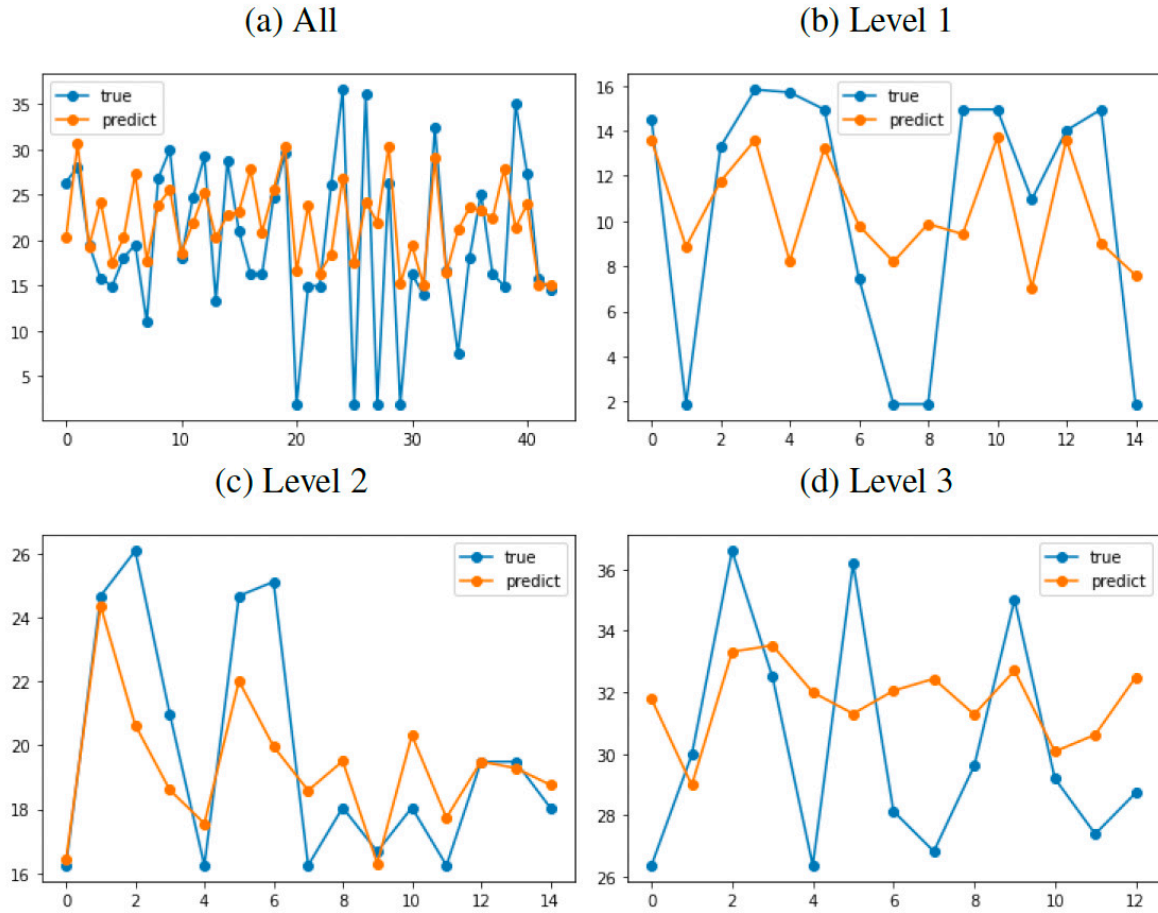 (a) All
(b) Level 1
true
predict
35
30
25
20
15
10
5
0 10 20 30 40
true
predict
16
14
12
10
8
6
4
2
0 2 4 6 8 10 12 14
(c) Level 2
(d) Level 3
true
predict
26
24
22
20
18
16
0 2 4 6 8 10 12 14
true
predict
36
34
32
30
28
26
0 2 4 6 8 10 12